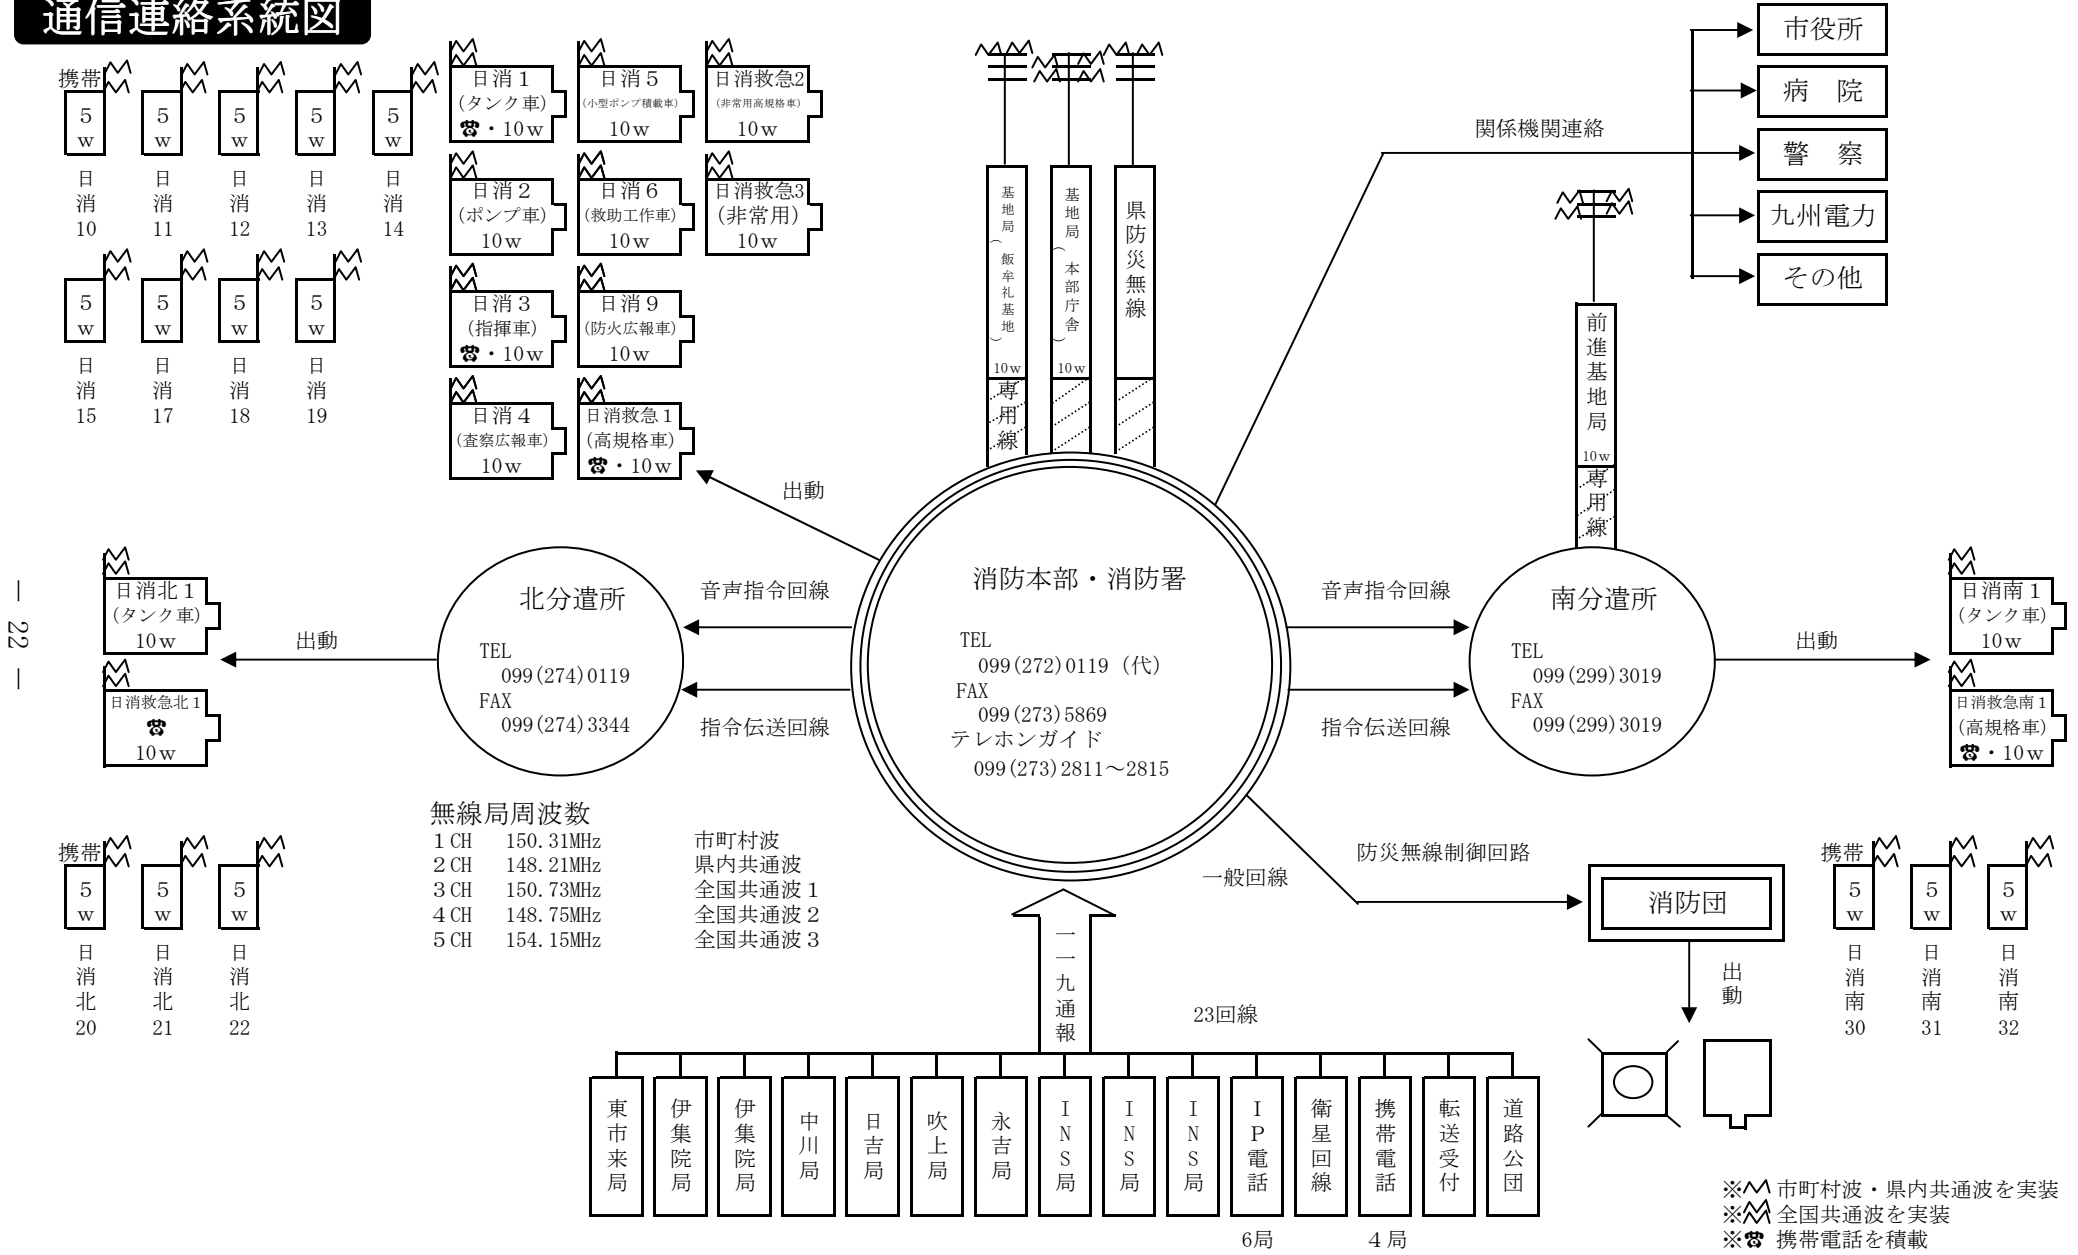 通信連絡系統図
携帯
5
w
日消10
5
w
日消11
5
w
日消12
5
w
日消13
5
w
日消14
5
w
日消15
5
w
日消17
5
w
日消18
5
w
日消19
日消１
(タンク車)
☎・10w
日消５
(小型ポンプ積載車)
10w
日消救急2
(非常用高規格車)
10w
日消２
(ポンプ車)
10w
日消６
(救助工作車)
10w
日消救急3
(非常用)
10w
日消３
(指揮車)
☎・10w
日消９
(防火広報車)
10w
日消４
(査察広報車)
10w
日消救急１
(高規格車)
☎・10w
出動
基地局(飯牟礼基地)
10w
専用線
基地局(本部庁舎)
10w
県防災無線
関係機関連絡
市役所
病　院
警　察
九州電力
その他
前進基地局
10w
専用線
日消北１
(タンク車)
10w
日消救急北１
☎
10w
出動
北分遣所
TEL
099(274)0119
FAX
099(274)3344
音声指令回線
指令伝送回線
消防本部・消防署
TEL
099(272)0119 (代)
FAX
099(273)5869
テレホンガイド
099(273)2811～2815
音声指令回線
指令伝送回線
南分遣所
TEL
099(299)3019
FAX
099(299)3019
出動
日消南１
(タンク車)
10w
日消救急南１
(高規格車)
☎・10w
― 22 ―
携帯
5
w
日消北20
5
w
日消北21
5
w
日消北22
無線局周波数
１CH 150.31MHz 市町村波
２CH 148.21MHz 県内共通波
３CH 150.73MHz 全国共通波１
４CH 148.75MHz 全国共通波２
５CH 154.15MHz 全国共通波３
一般回線
防災無線制御回路
消防団
出動
携帯
5
w
日消南30
5
w
日消南31
5
w
日消南32
一一九通報
23回線
東市来局
伊集院局
伊集院局
中川局
日吉局
吹上局
永吉局
INS局
INS局
INS局
IP電話
衛星回線
携帯電話
転送受付
道路公団
6局
４局
※ 市町村波・県内共通波を実装
※ 全国共通波を実装
※☎ 携帯電話を積載